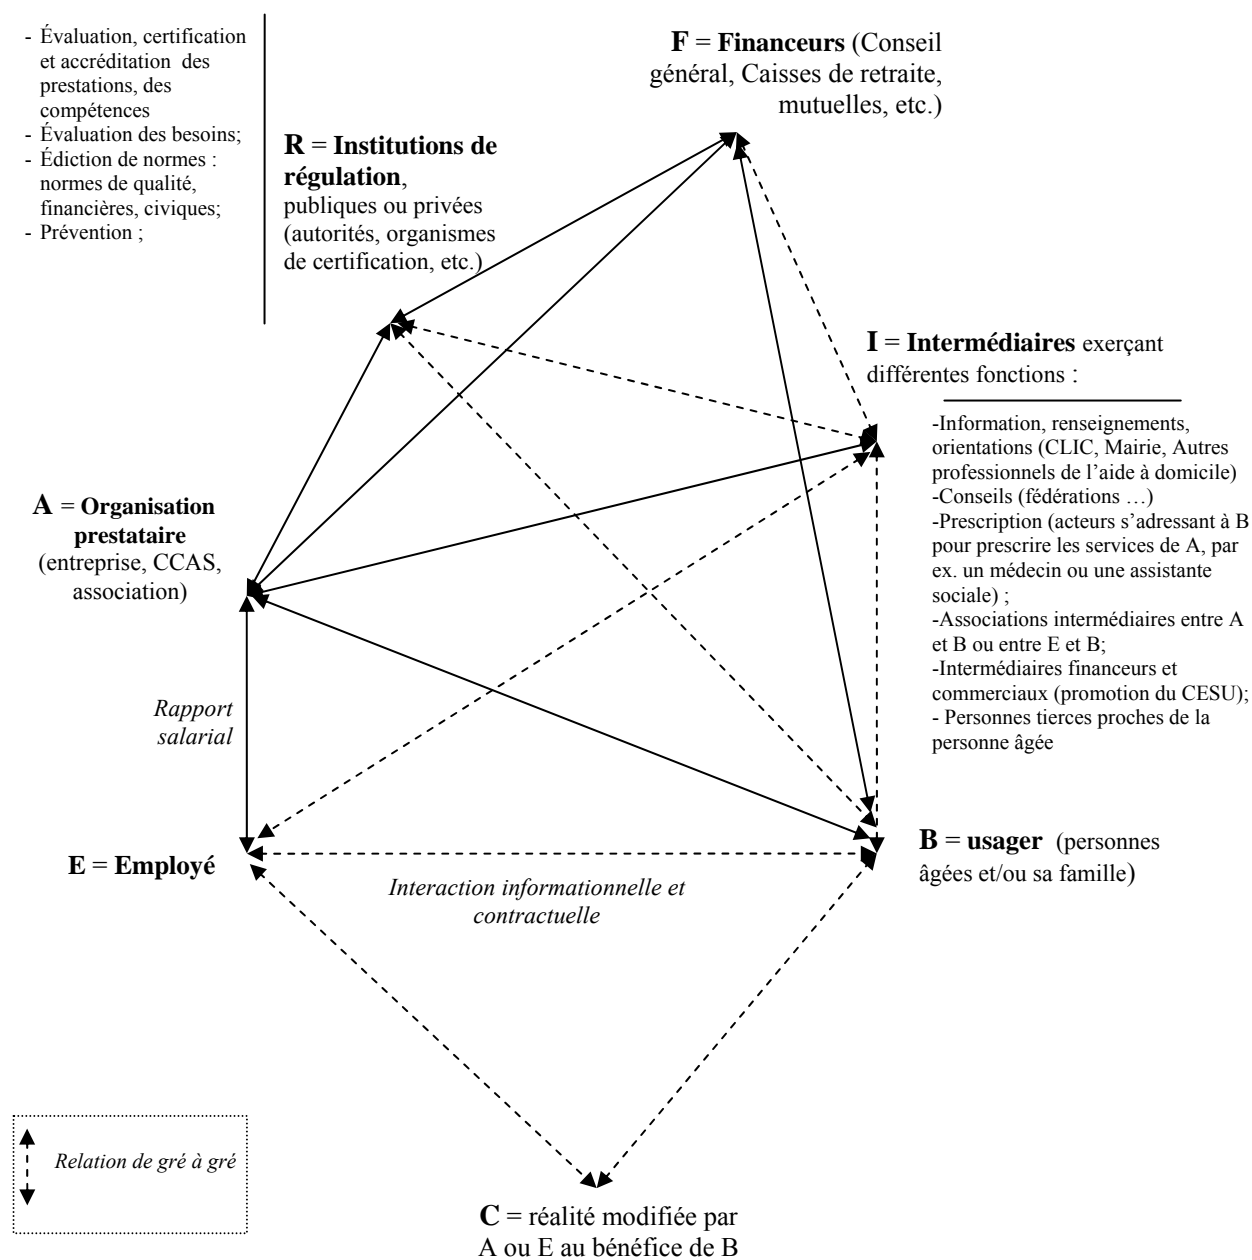 - Évaluation, certification
et accréditation des
prestations, des
compétences
- Évaluation des besoins;
- Édiction de normes :
normes de qualité,
financières, civiques;
- Prévention ;
F = Financeurs (Conseil
général, Caisses de retraite,
mutuelles, etc.)
R = Institutions de
régulation,
publiques ou privées
(autorités, organismes
de certification, etc.)
I = Intermédiaires exerçant
différentes fonctions :
-Information, renseignements,
orientations (CLIC, Mairie, Autres
professionnels de l'aide à domicile)
-Conseils (fédérations …)
-Prescription (acteurs s'adressant à B
pour prescrire les services de A, par
ex. un médecin ou une assistante
sociale) ;
-Associations intermédiaires entre A
et B ou entre E et B;
-Intermédiaires financeurs et
commerciaux (promotion du CESU);
- Personnes tierces proches de la
personne âgée
A = Organisation
prestataire
(entreprise, CCAS,
association)
Rapport
salarial
E = Employé
Interaction informationnelle et
contractuelle
B = usager (personnes
âgées et/ou sa famille)
Relation de gré à gré
C = réalité modifiée par
A ou E au bénéfice de B